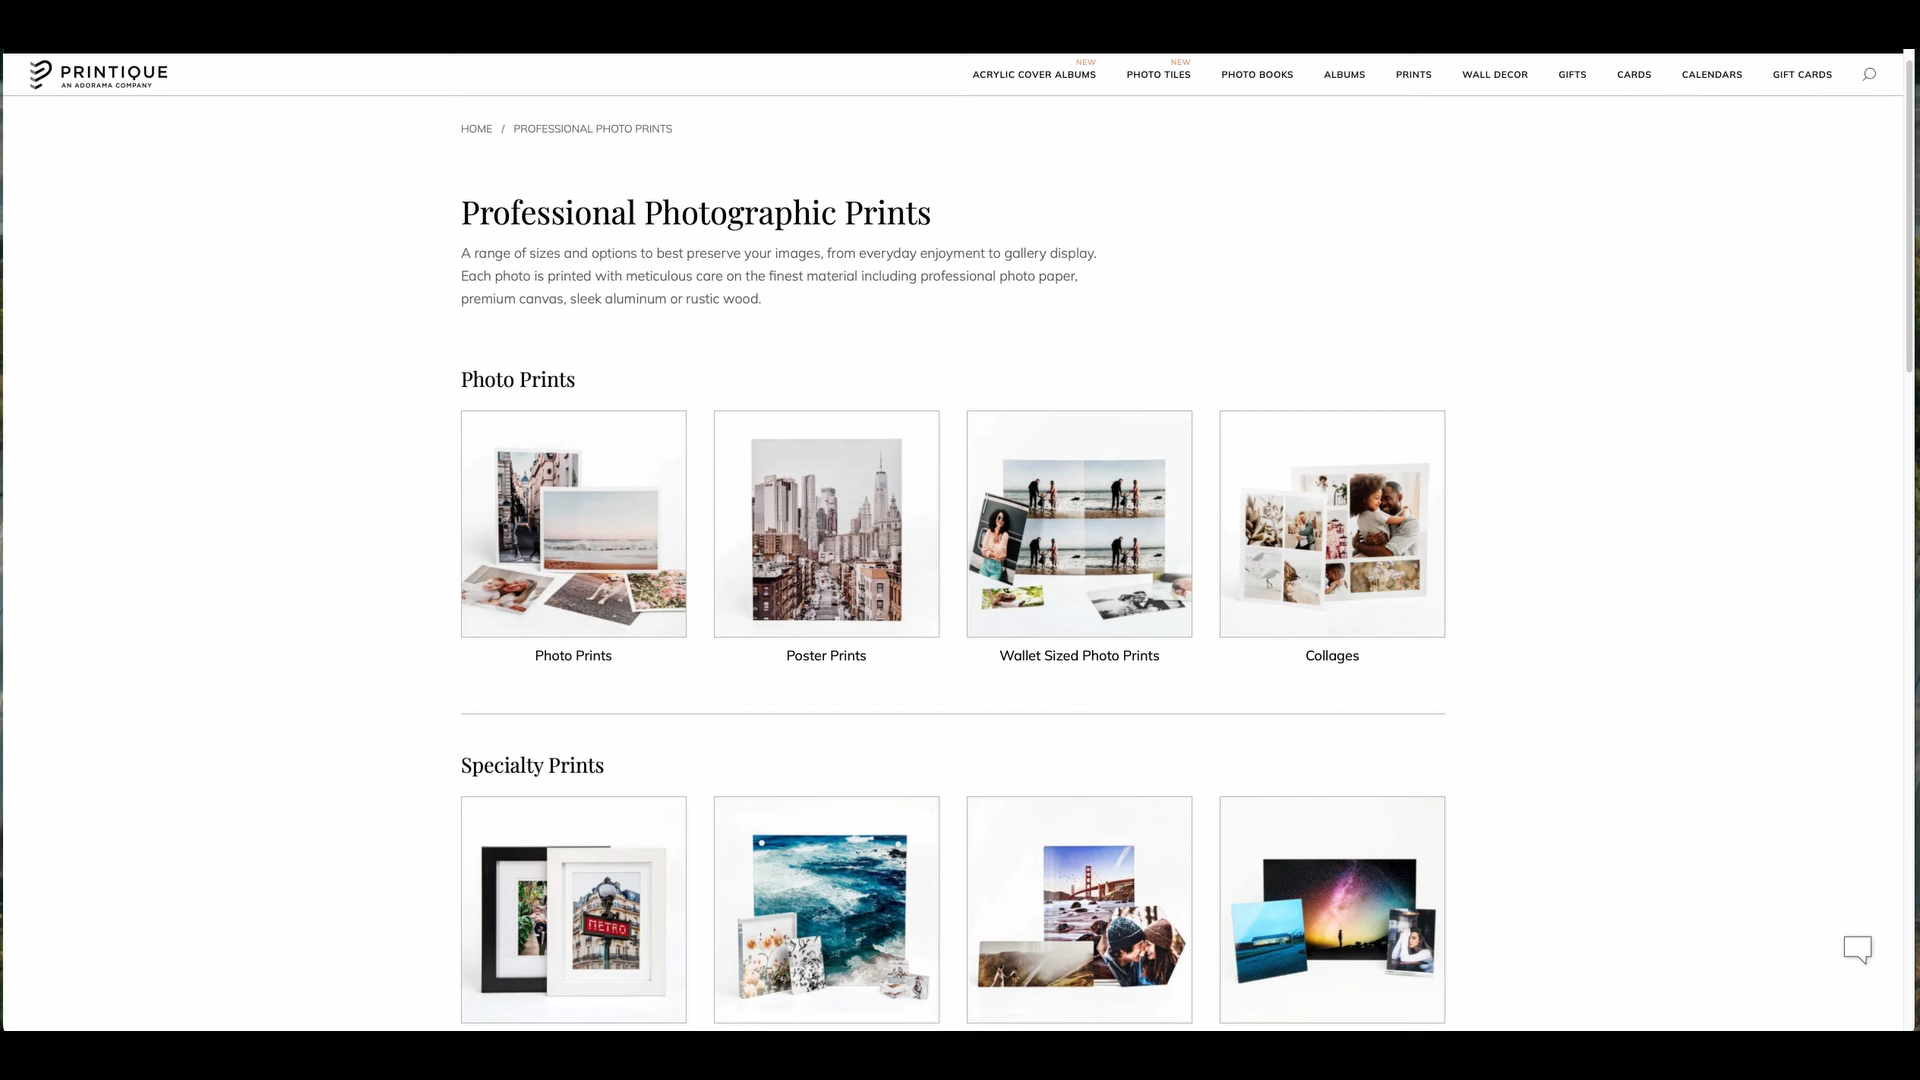 PRINTIQUE
AN ADORAMA COMPANY
NEW
NEW
ACRYLIC COVER ALBUMS
PHOTO TILES
PHOTO BOOKS
ALBUMS
PRINTS
WALL DECOR
GIFTS
CARDS
CALENDARS
GIFT CARDS
HOME / PROFESSIONAL PHOTO PRINTS
Professional Photographic Prints
A range of sizes and options to best preserve your images, from everyday enjoyment to gallery display.
Each photo is printed with meticulous care on the finest material including professional photo paper,
premium canvas, sleek aluminum or rustic wood.
Photo Prints
Photo Prints
Poster Prints
Wallet Sized Photo Prints
Collages
Specialty Prints
METRO